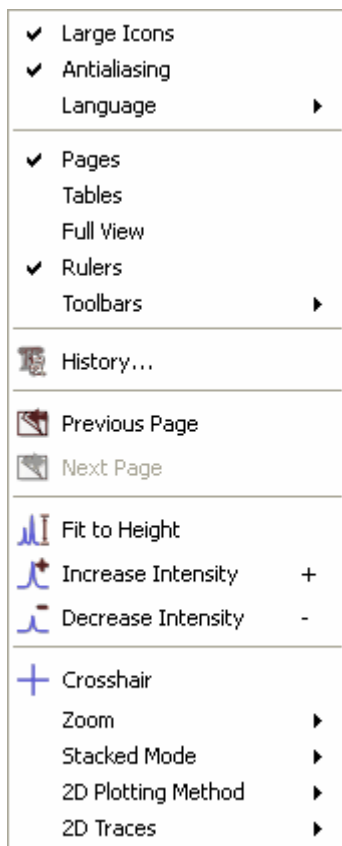 Large Icons
Antialiasing
Language
Pages
Tables
Full View
Rulers
Toolbars
History...
Previous Page
Next Page
Fit to Height
Increase Intensity +
Decrease Intensity -
Crosshair
Zoom
Stacked Mode
2D Plotting Method
2D Traces